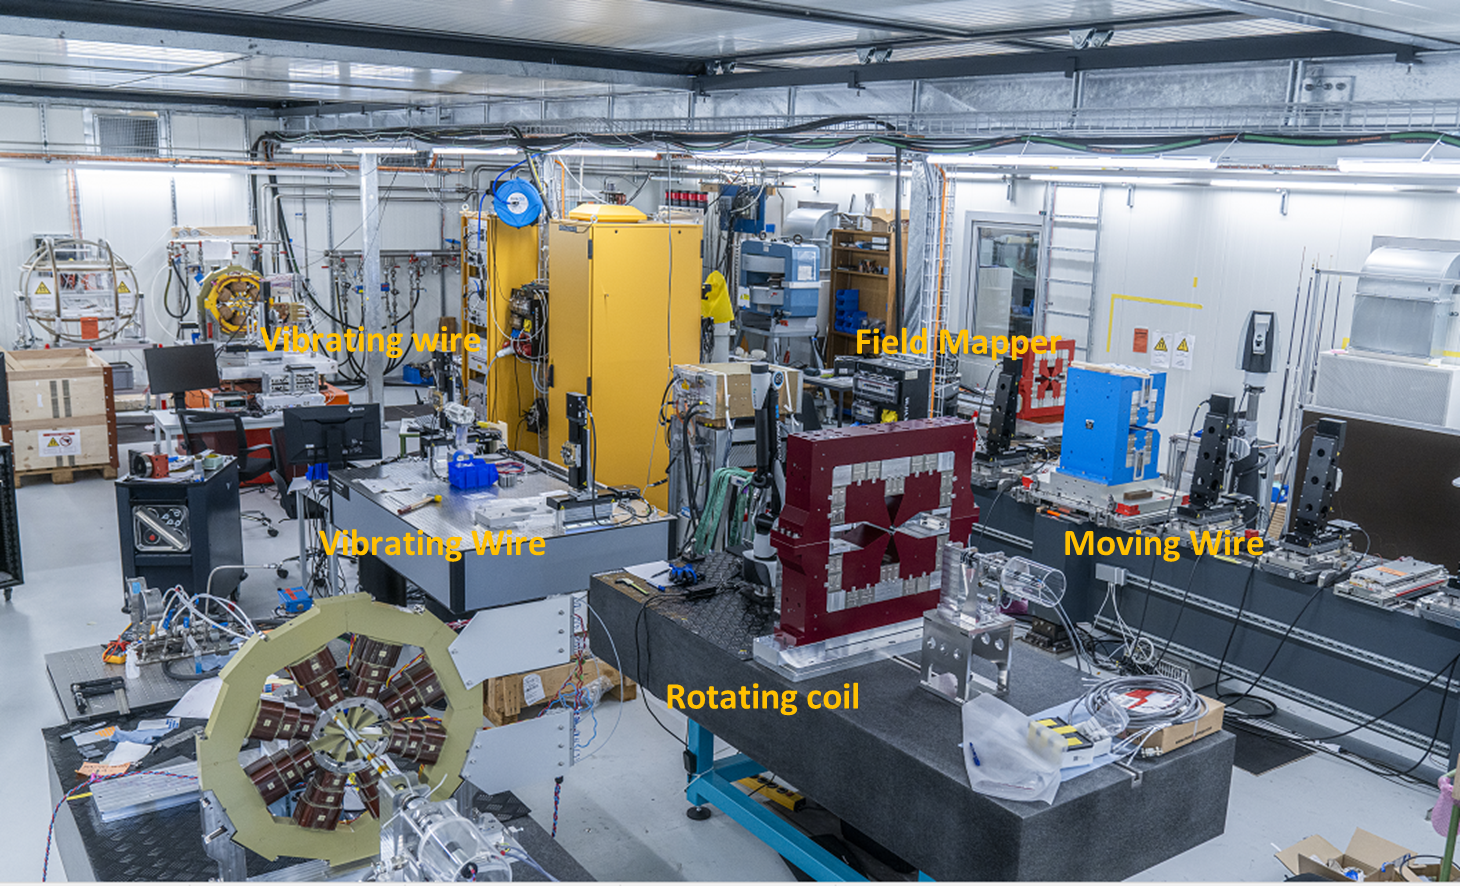 Vibrating wire
Field Mapper
Vibrating Wire
Moving Wire
Rotating coil